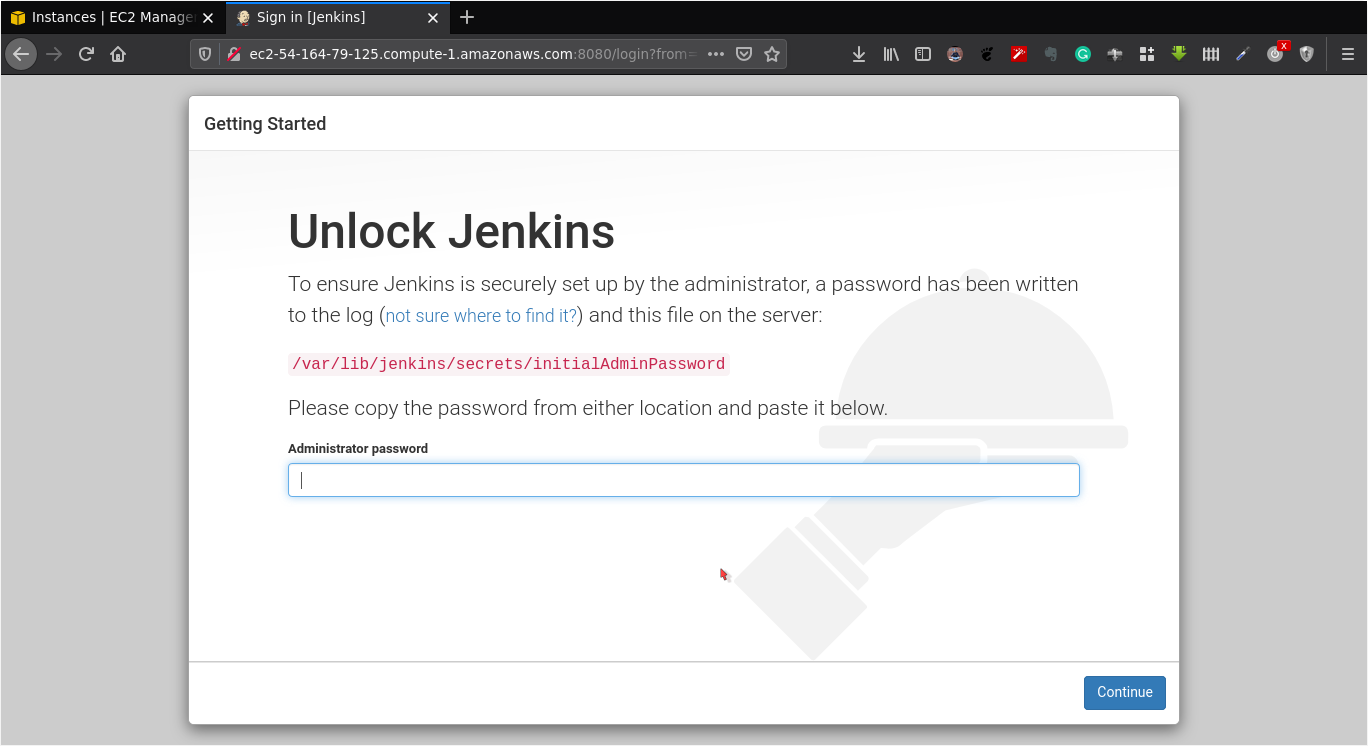 Instances | EC2 Manage
Sign in [Jenkins]
ec2-54-164-79-125.compute-1.amazonaws.com:8080/login?from=
x
Getting Started
Unlock Jenkins
To ensure Jenkins is securely set up by the administrator, a password has been written
to the log (not sure where to find it?) and this file on the server:
/var/lib/jenkins/secrets/initialAdminPassword
Please copy the password from either location and paste it below.
Administrator password
Continue